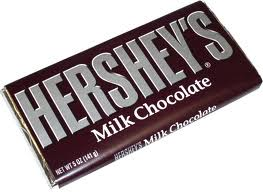 HERSHEY'S
Milk Chocolate
HERSHEY'S Milk Chocolate
NET WT 5 OZ (141 g)